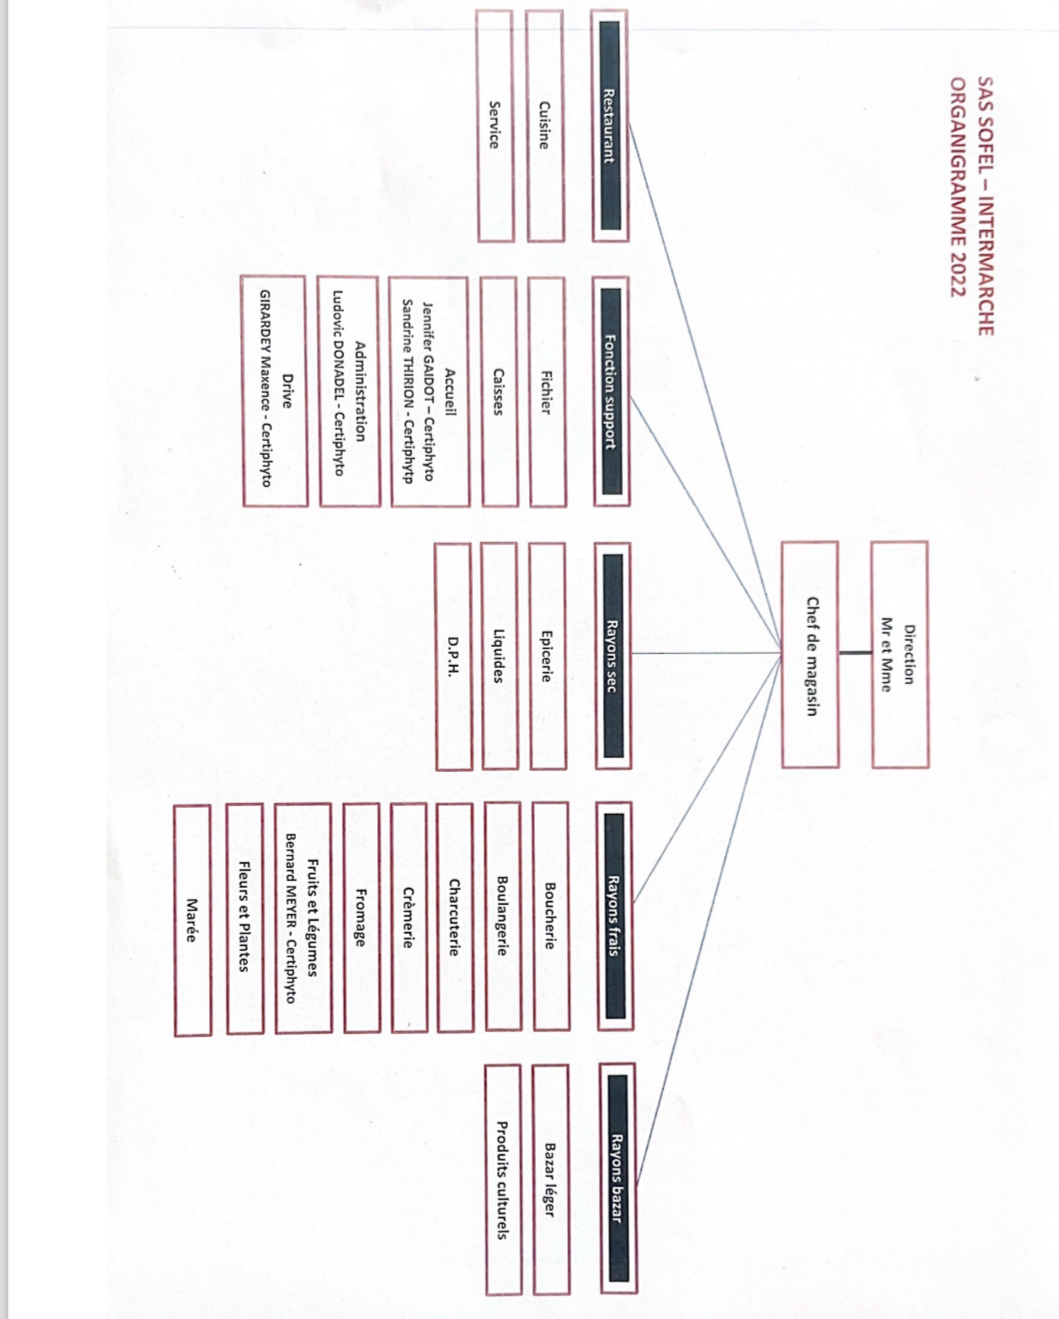 SAS SOFEL – INTERMARCHE
ORGANIGRAMME 2022
Direction
Mr et Mme
Chef de magasin
Restaurant
Cuisine
Service
Fonction support
Fichier
Caisses
Accueil
Jennifer GAIDOT – Certiphyto
Sandrine THIRION - Certiphytp
Administration
Ludovic DONADEL - Certiphyto
Drive
GIRARDEY Maxence - Certiphyto
Rayons sec
Epicerie
Liquides
D.P.H.
Rayons frais
Boucherie
Boulangerie
Charcuterie
Crèmerie
Fromage
Fruits et Légumes
Bernard MEYER - Certiphyto
Fleurs et Plantes
Marée
Rayons bazar
Bazar léger
Produits culturels